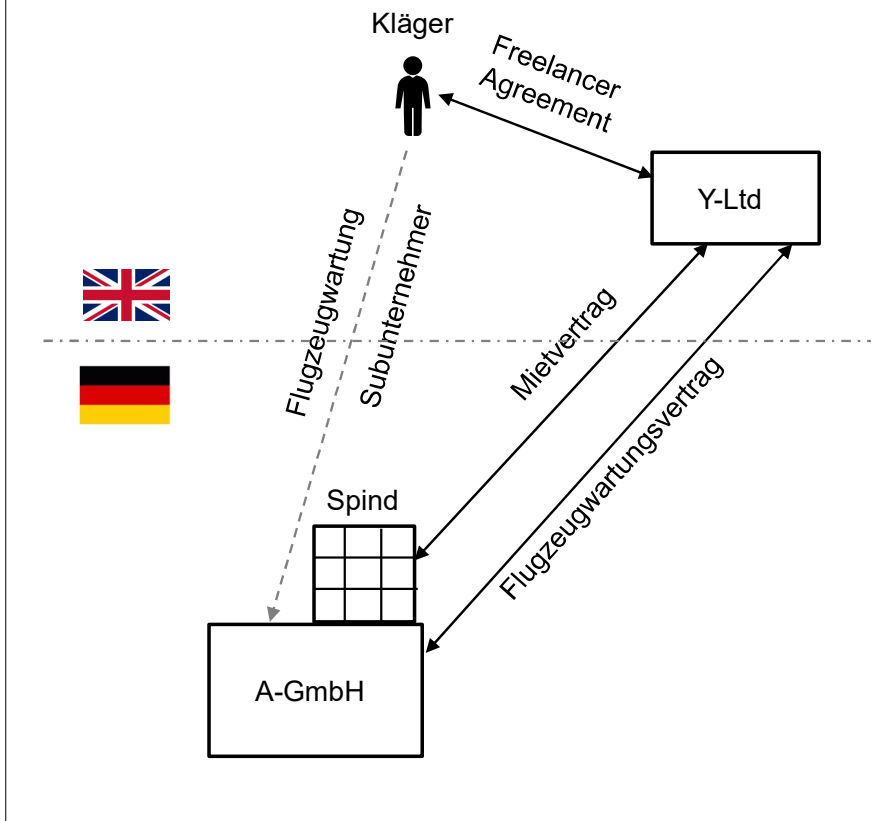 Kläger
Freelancer
Agreement
Y-Ltd
Flugzeugwartung
Subunternehmer
Mietvertrag
Flugzeugwartungsvertrag
Spind
A-GmbH